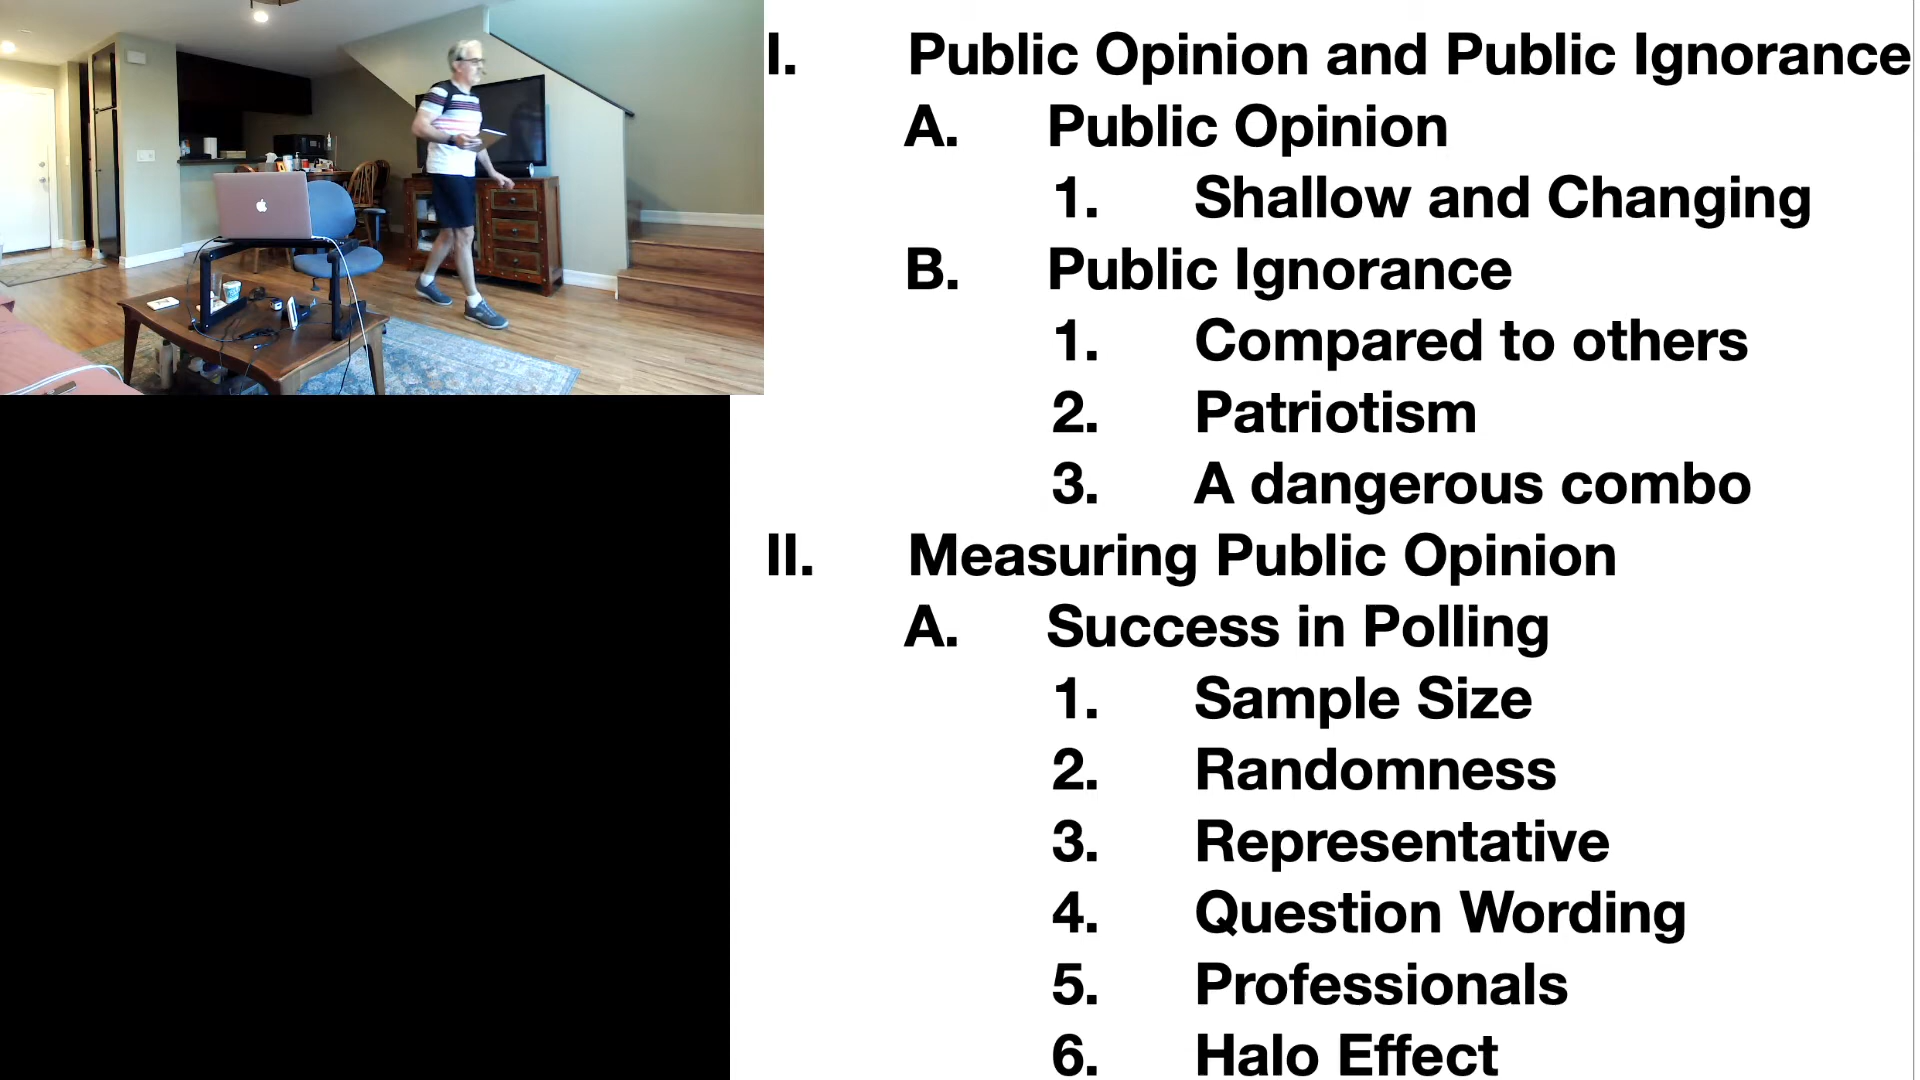 I. Public Opinion and Public Ignorance
A. Public Opinion
1. Shallow and Changing
B. Public Ignorance
1. Compared to others
2. Patriotism
3. A dangerous combo
II. Measuring Public Opinion
A. Success in Polling
1. Sample Size
2. Randomness
3. Representative
4. Question Wording
5. Professionals
6. Halo Effect